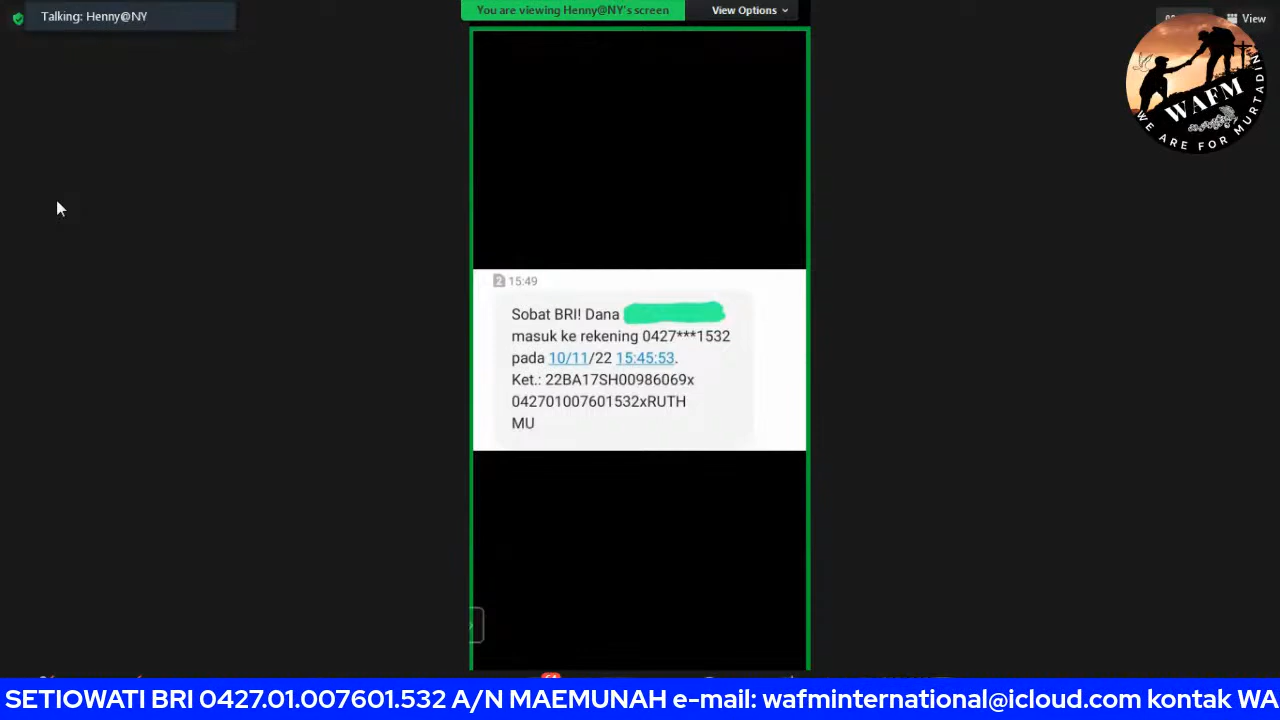 Talking: Henny@NY
You are viewing Henny@NY's screen
View Options
View
WAFM
WE ARE FOR MURTADIN
2 15:49
Sobat BRI! Dana
masuk ke rekening 0427***1532
pada 10/11/22 15:45:53.
Ket.: 22BA17SH00986069x
042701007601532xRUTH
MU
SETIOWATI BRI 0427.01.007601.532 A/N MAEMUNAH e-mail: wafminternational@icloud.com kontak WA